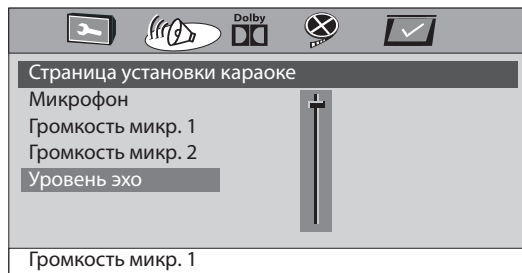 Dolby
Страница установки караоке
Микрофон
Громкость микр. 1
Громкость микр. 2
Уровень эхо
Громкость микр. 1